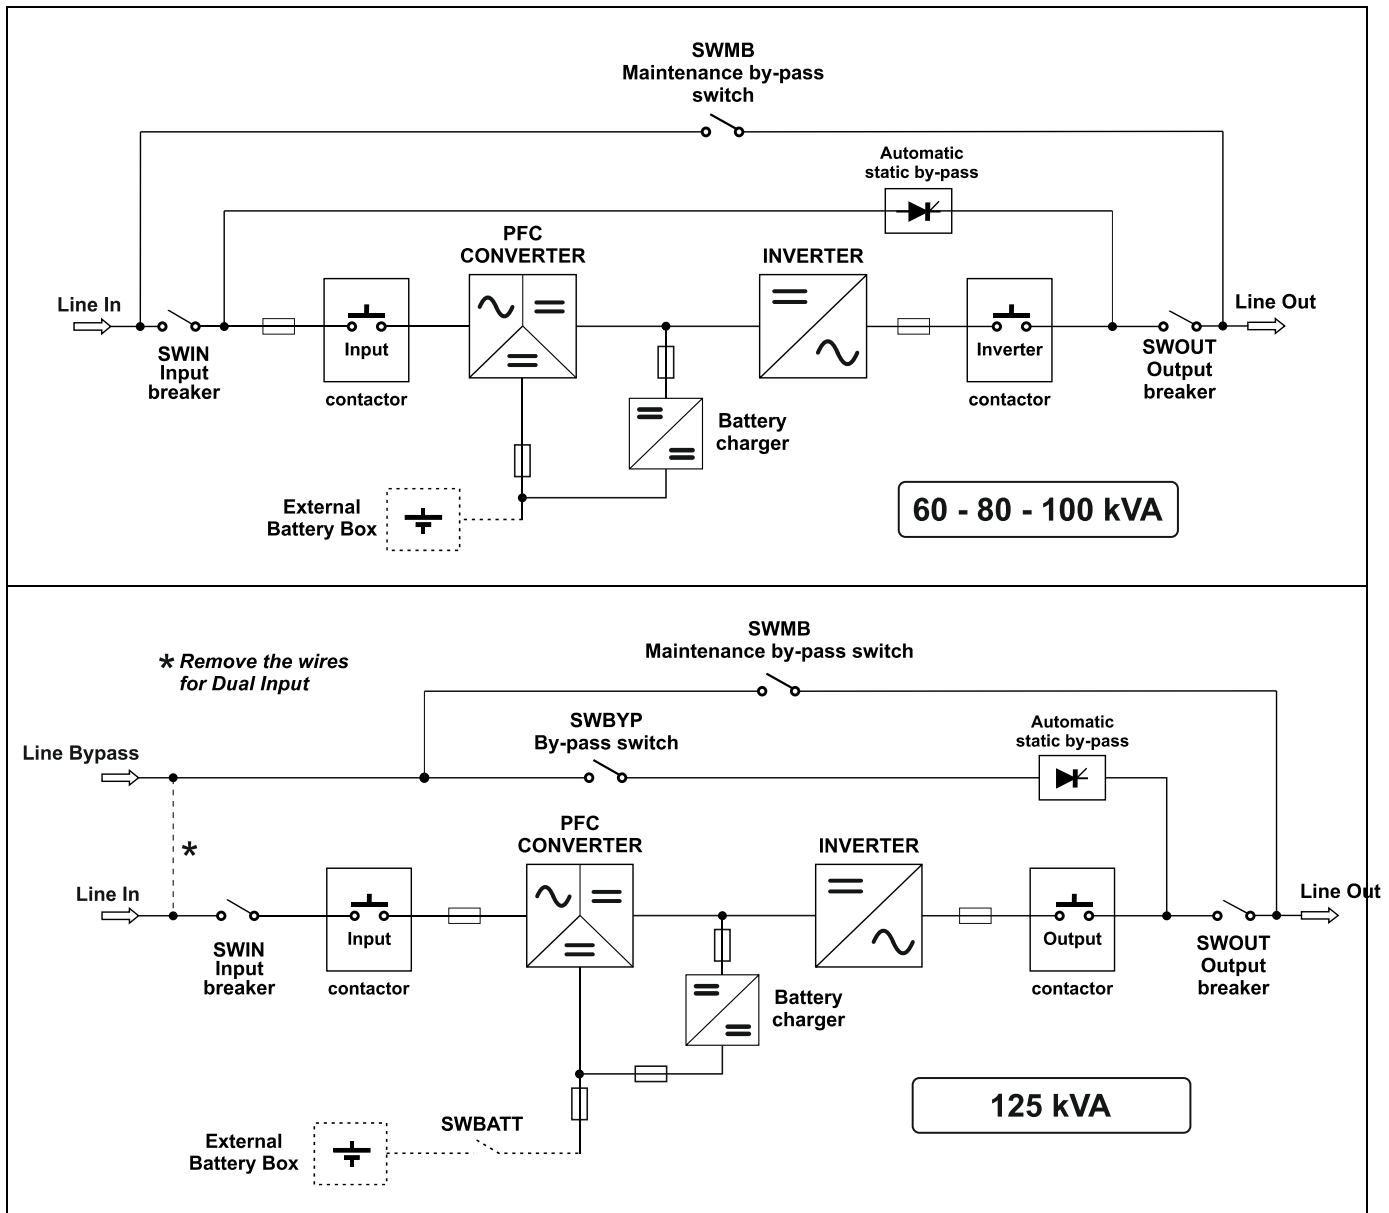 SWMB
Maintenance by-pass
switch
Automatic
static by-pass
PFC
CONVERTER
INVERTER
Line In
Line Out
SWIN
Input
breaker
Input
contactor
Inverter
contactor
SWOUT
Output
breaker
Battery
charger
External
Battery Box
60 - 80 - 100 kVA
SWMB
Maintenance by-pass switch
* Remove the wires
for Dual Input
SWBYP
By-pass switch
Automatic
static by-pass
Line Bypass
PFC
CONVERTER
INVERTER
*
Line In
Line Out
SWIN
Input
breaker
Input
contactor
Output
contactor
SWOUT
Output
breaker
Battery
charger
125 kVA
SWBATT
External
Battery Box